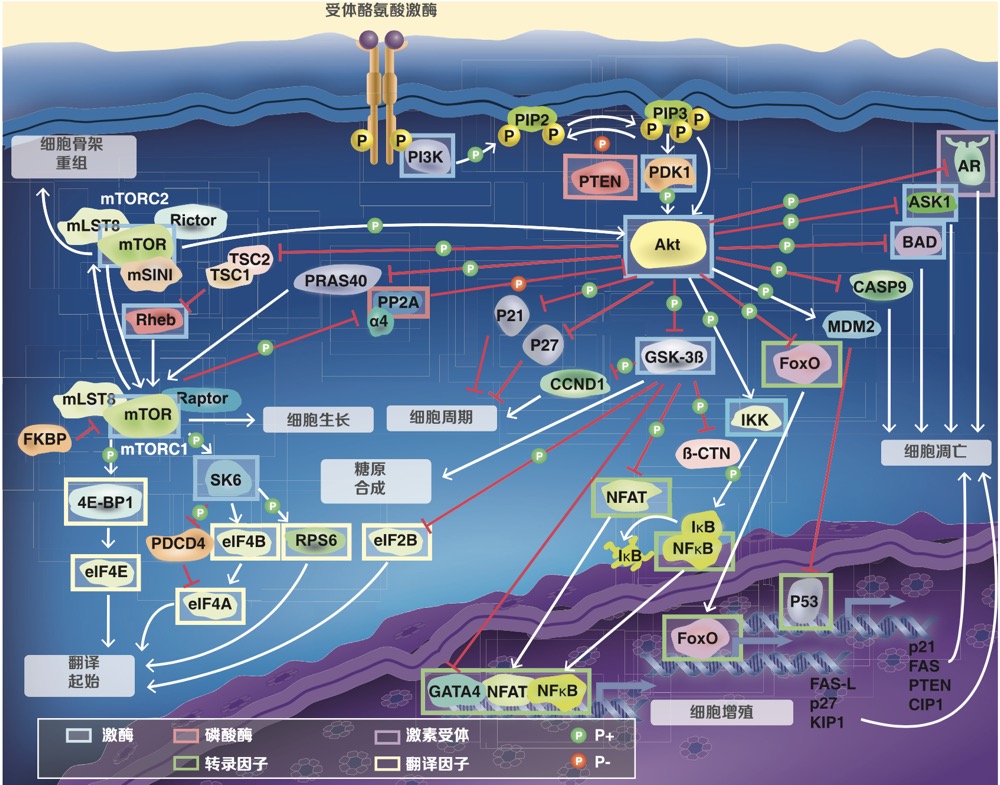 受体酪氨酸激酶
P
P
PI3K
P
PIP2
P
P
P
PIP3
P
P
P
PTEN
PDK1
P
AR
ASK1
BAD
细胞骨架
重组
mTORC2
mLST8
Rictor
mTOR
mSINI
P
Akt
P
P
P
P
TSC2
TSC1
P
P
PRAS40
PP2A
α4
P
P
P21
P27
P
P
P
CASP9
MDM2
FoxO
Rheb
P
GSK-3ß
CCND1
P
mLST8
Raptor
mTOR
mTORC1
FKBP
P
P
细胞生长
细胞周期
P
IKK
细胞凋亡
P
ß-CTN
P
糖原
合成
P
SK6
P
4E-BP1
P
PDCD4
eIF4B
RPS6
eIF2B
NFAT
IκB
NFκB
IκB
eIF4E
eIF4A
P53
FoxO
翻译
起始
GATA4
NFAT
NFκB
p21
FAS
PTEN
CIP1
FAS-L
p27
KIP1
细胞增殖
激酶
磷酸酶
激素受体
P
P+
转录因子
翻译因子
P
P-